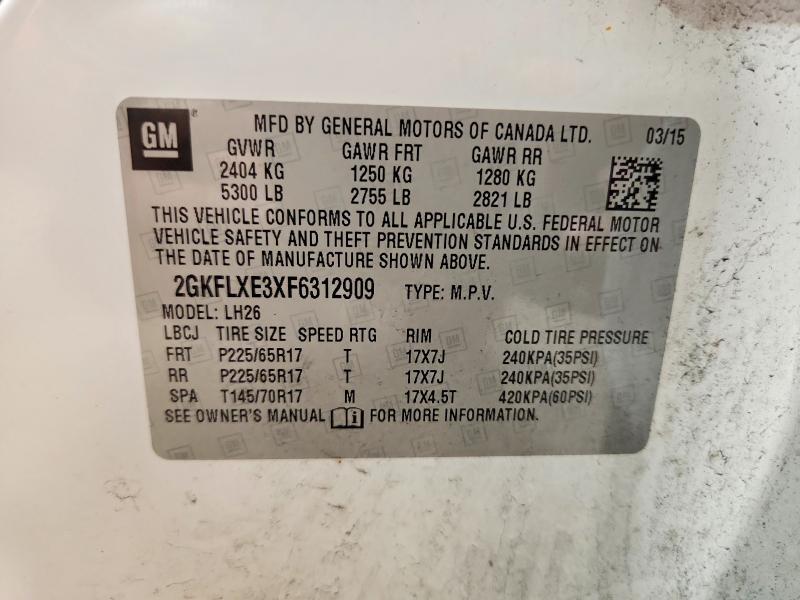 GM
MFD BY GENERAL MOTORS OF CANADA LTD. 03/15
GVWR GAWR FRT GAWR RR
2404 KG 1250 KG 1280 KG
5300 LB 2755 LB 2821 LB
THIS VEHICLE CONFORMS TO ALL APPLICABLE U.S. FEDERAL MOTOR
VEHICLE SAFETY AND THEFT PREVENTION STANDARDS IN EFFECT ON
THE DATE OF MANUFACTURE SHOWN ABOVE.
2GKFLXE3XF6312909 TYPE: M.P.V.
MODEL: LH26
LBCJ TIRE SIZE SPEED RTG RIM COLD TIRE PRESSURE
FRT P225/65R17 T 17X7J 240KPA(35PSI)
RR P225/65R17 T 17X7J 240KPA(35PSI)
SPA T145/70R17 M 17X4.5T 420KPA(60PSI)
SEE OWNER'S MANUAL FOR MORE INFORMATION.